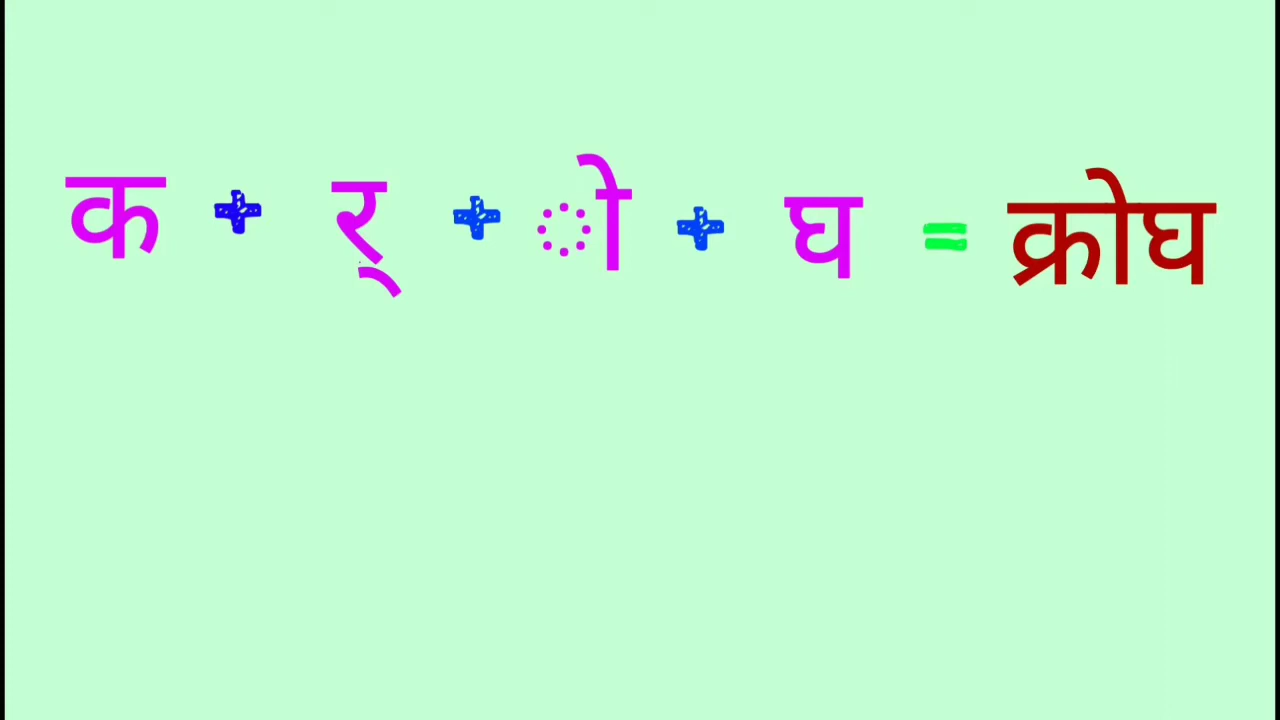 क + र् + ो + घ = क्रोघ